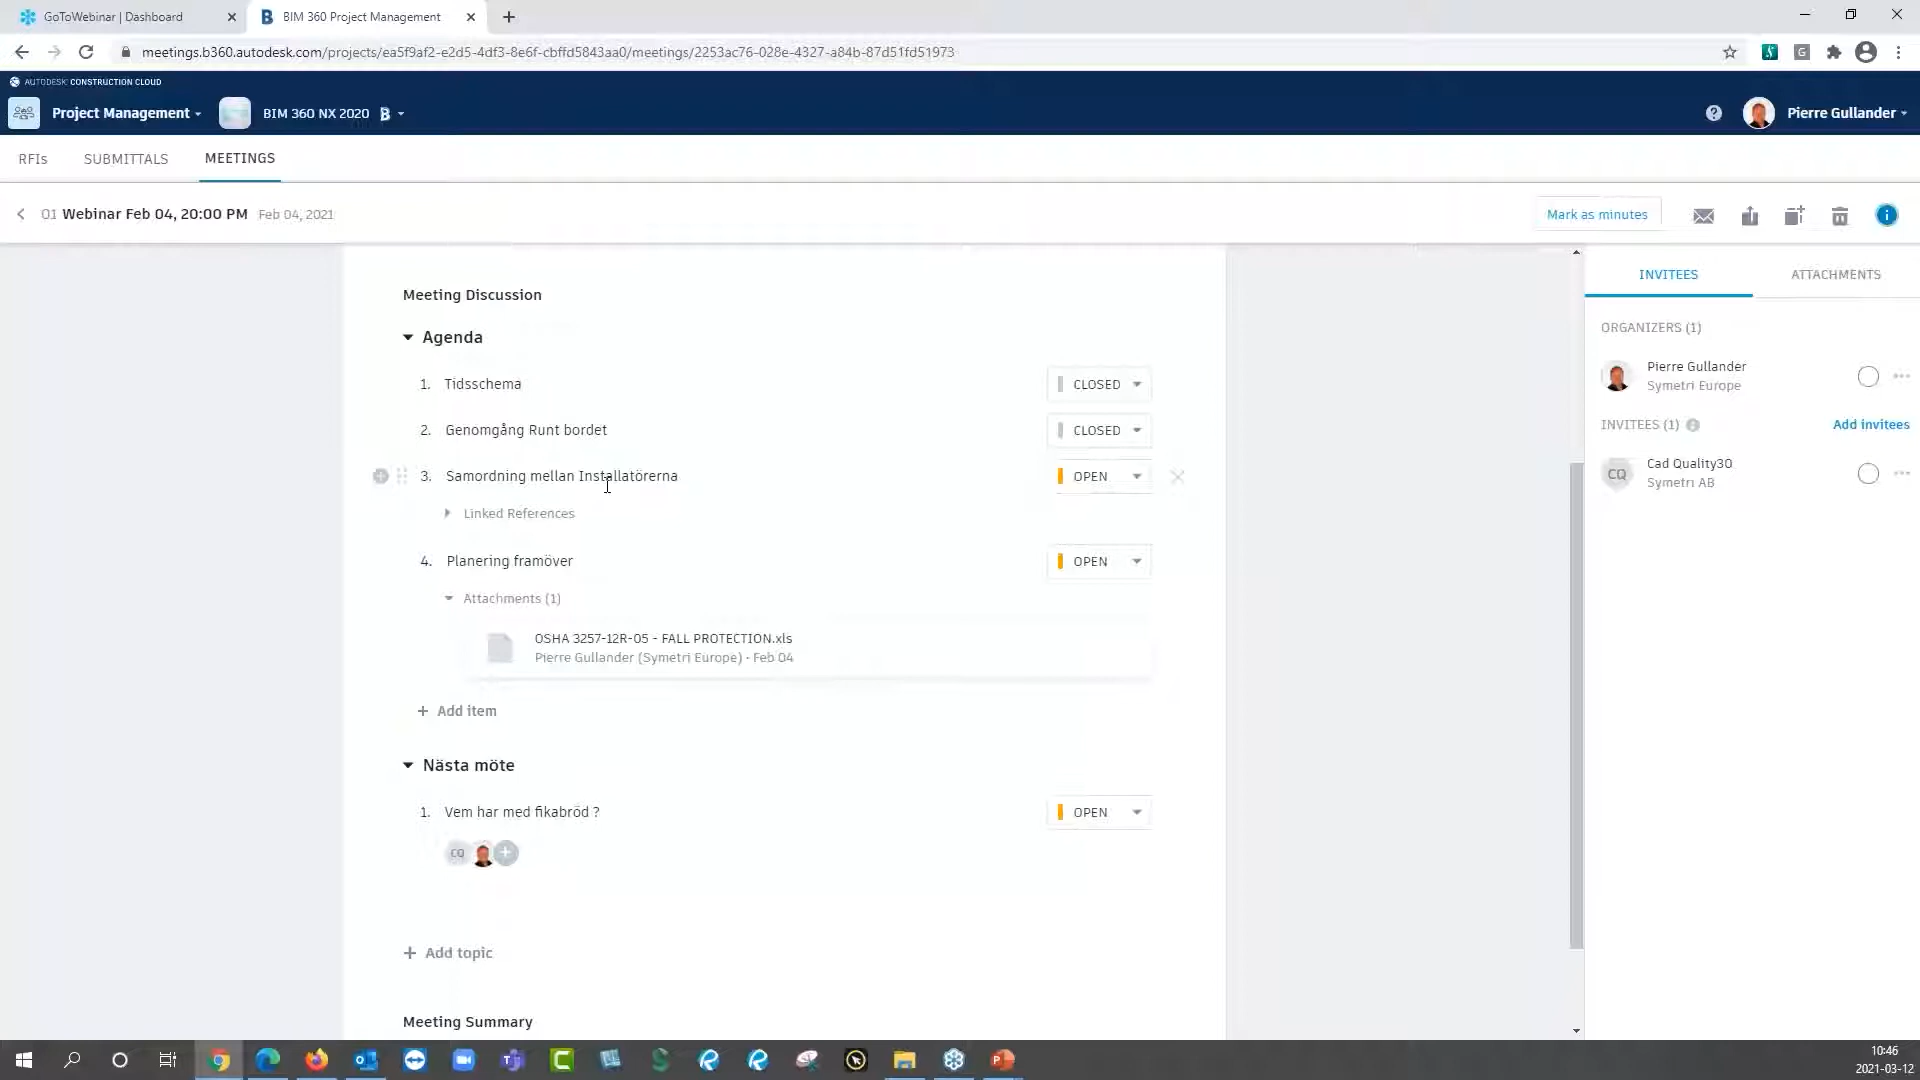 GoToWebinar | Dashboard
BIM 360 Project Management
meetings.b360.autodesk.com/projects/ea5f9af2-e2d5-4df3-8e6f-cbffd5843aa0/meetings/2253ac76-028e-4327-a84b-87d51fd51973
AUTODESK CONSTRUCTION CLOUD
Project Management
BIM 360 NX 2020
Pierre Gullander
RFIs
SUBMITTALS
MEETINGS
01 Webinar Feb 04, 20:00 PM Feb 04, 2021
Mark as minutes
Meeting Discussion
Agenda
1. Tidsschema
CLOSED
2. Genomgång Runt bordet
CLOSED
3. Samordning mellan Installatörerna
OPEN
Linked References
4. Planering framöver
OPEN
Attachments (1)
OSHA 3257-12R-05 - FALL PROTECTION.xls
Pierre Gullander (Symetri Europe) • Feb 04
+ Add item
Nästa möte
1. Vem har med fikabröd ?
OPEN
CQ
+ Add topic
Meeting Summary
INVITEES
ATTACHMENTS
ORGANIZERS (1)
Pierre Gullander
Symetri Europe
INVITEES (1)
Add invitees
CQ
Cad Quality30
Symetri AB
10:46
2021-03-12